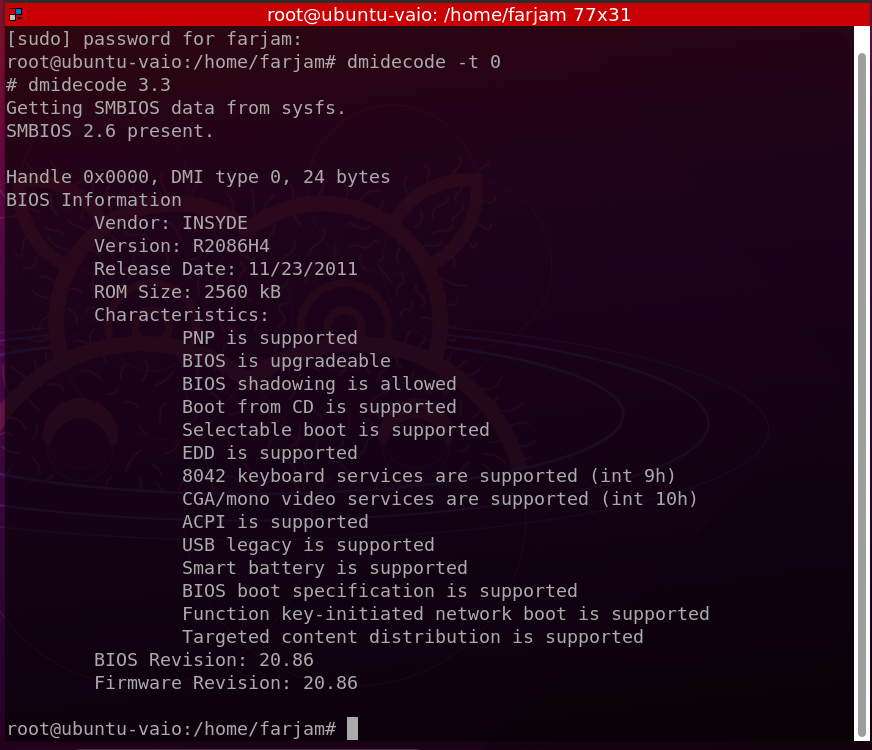 root@ubuntu-vaio: /home/farjam 77x31
[sudo] password for farjam:
root@ubuntu-vaio:/home/farjam# dmidecode -t 0
# dmidecode 3.3
Getting SMBIOS data from sysfs.
SMBIOS 2.6 present.
Handle 0x0000, DMI type 0, 24 bytes
BIOS Information
Vendor: INSYDE
Version: R2086H4
Release Date: 11/23/2011
ROM Size: 2560 kB
Characteristics:
PNP is supported
BIOS is upgradeable
BIOS shadowing is allowed
Boot from CD is supported
Selectable boot is supported
EDD is supported
8042 keyboard services are supported (int 9h)
CGA/mono video services are supported (int 10h)
ACPI is supported
USB legacy is supported
Smart battery is supported
BIOS boot specification is supported
Function key-initiated network boot is supported
Targeted content distribution is supported
BIOS Revision: 20.86
Firmware Revision: 20.86
root@ubuntu-vaio:/home/farjam#